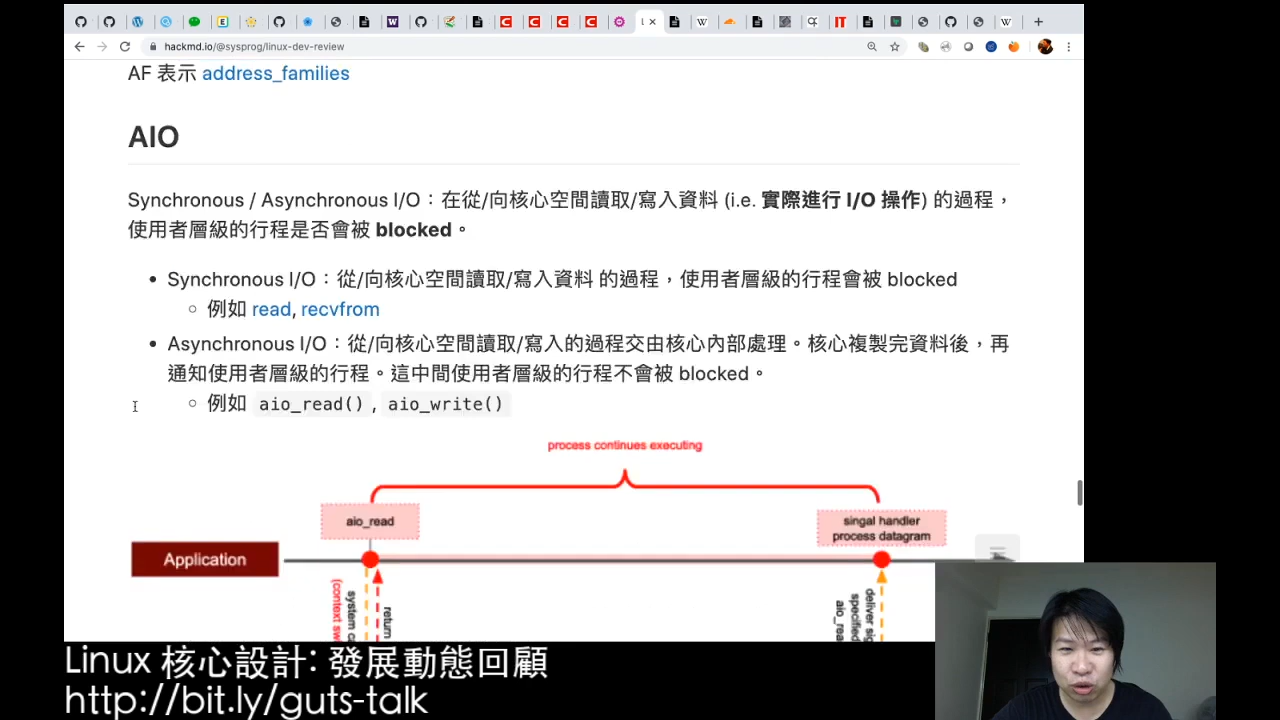 hackmd.io/@sysprog/linux-dev-review
AF 表示 address_families
AIO
Synchronous / Asynchronous I/O：在從/向核心空間讀取/寫入資料 (i.e. 實際進行 I/O 操作) 的過程，
使用者層級的行程是否會被 blocked。
• Synchronous I/O：從/向核心空間讀取/寫入資料 的過程，使用者層級的行程會被 blocked
例如 read, recvfrom
• Asynchronous I/O：從/向核心空間讀取/寫入的過程交由核心內部處理。核心複製完資料後，再
通知使用者層級的行程。這中間使用者層級的行程不會被 blocked。
例如 aio_read() , aio_write()
process continues executing
aio_read
singal handler
process datagram
Application
return
Linux 核心設計: 發展動態回顧
http://bit.ly/guts-talk